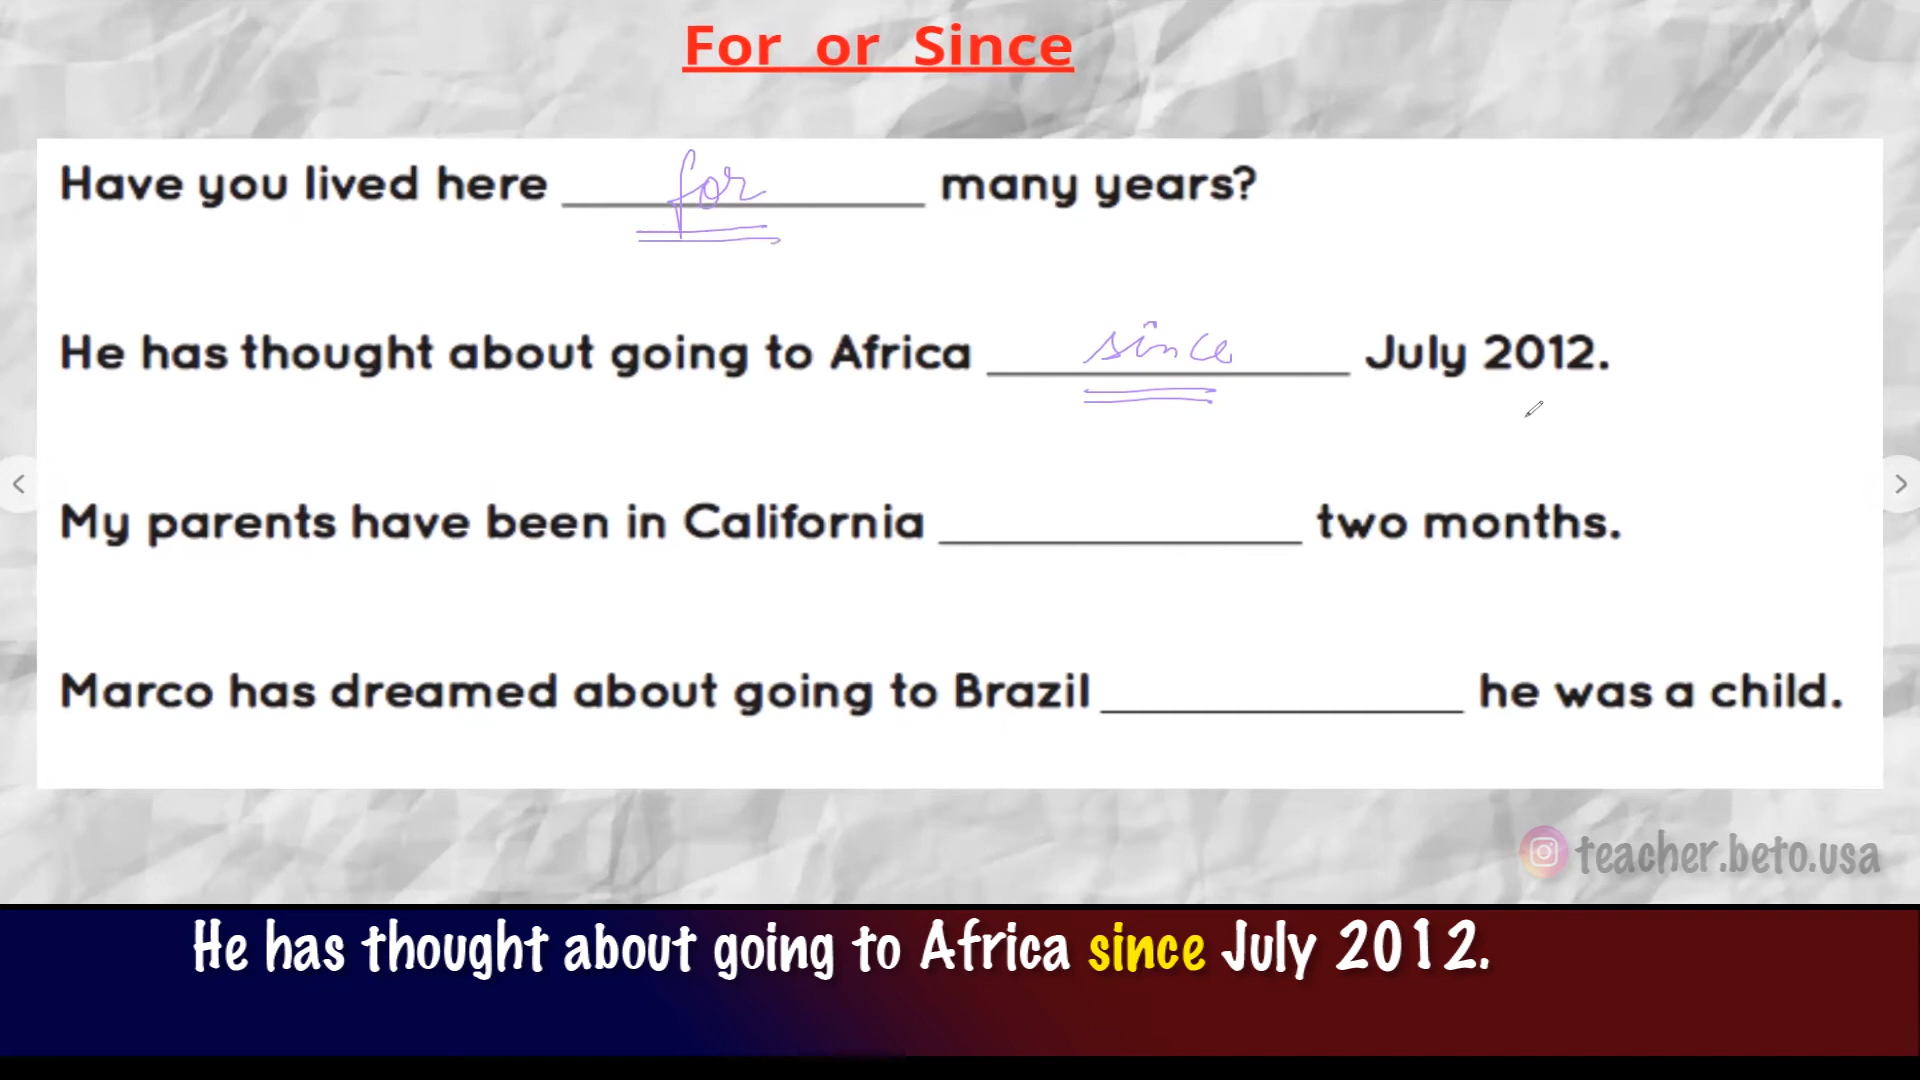 For or Since
Have you lived here for many years?
He has thought about going to Africa since July 2012.
My parents have been in California __________ two months.
Marco has dreamed about going to Brazil __________ he was a child.
teacher.beto.usa
He has thought about going to Africa since July 2012.